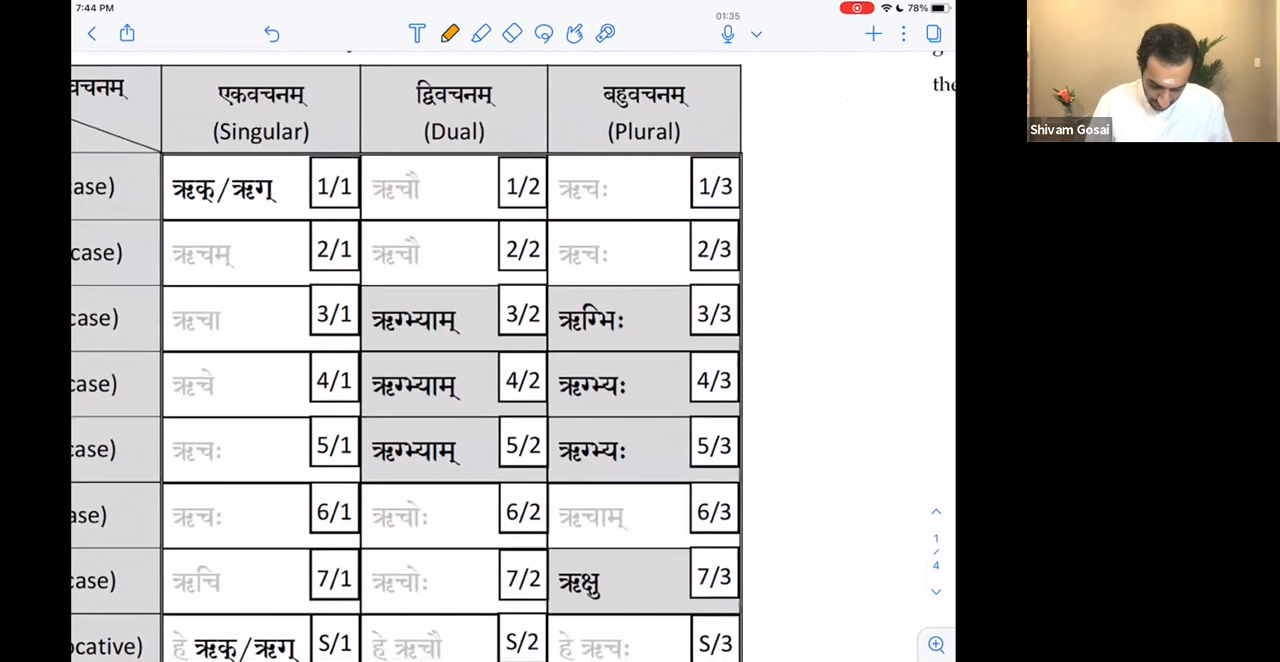 7:44 PM
78%
01:35
the
वचनम्
एकवचनम्
(Singular)
द्विवचनम्
(Dual)
बहुवचनम्
(Plural)
case)
ऋक्/ऋग् 1/1 ऋचौ 1/2 ऋचः 1/3
case)
ऋचम् 2/1 ऋचौ 2/2 ऋचः 2/3
case)
ऋचा 3/1 ऋग्भ्याम् 3/2 ऋग्भिः 3/3
case)
ऋचे 4/1 ऋग्भ्याम् 4/2 ऋग्भ्यः 4/3
case)
ऋचः 5/1 ऋग्भ्याम् 5/2 ऋग्भ्यः 5/3
ase)
ऋचः 6/1 ऋचोः 6/2 ऋचाम् 6/3
case)
ऋचि 7/1 ऋचोः 7/2 ऋक्षु 7/3
ocative)
हे ऋक्/ऋग् S/1 हे ऋचौ S/2 हे ऋचः S/3
1
/
4
Shivam Gosai